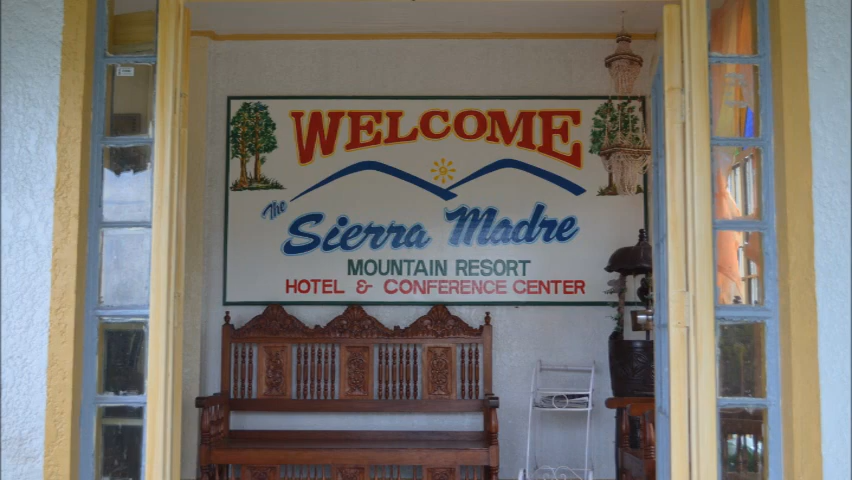 WELCOME
The
Sierra Madre
MOUNTAIN RESORT
HOTEL & CONFERENCE CENTER